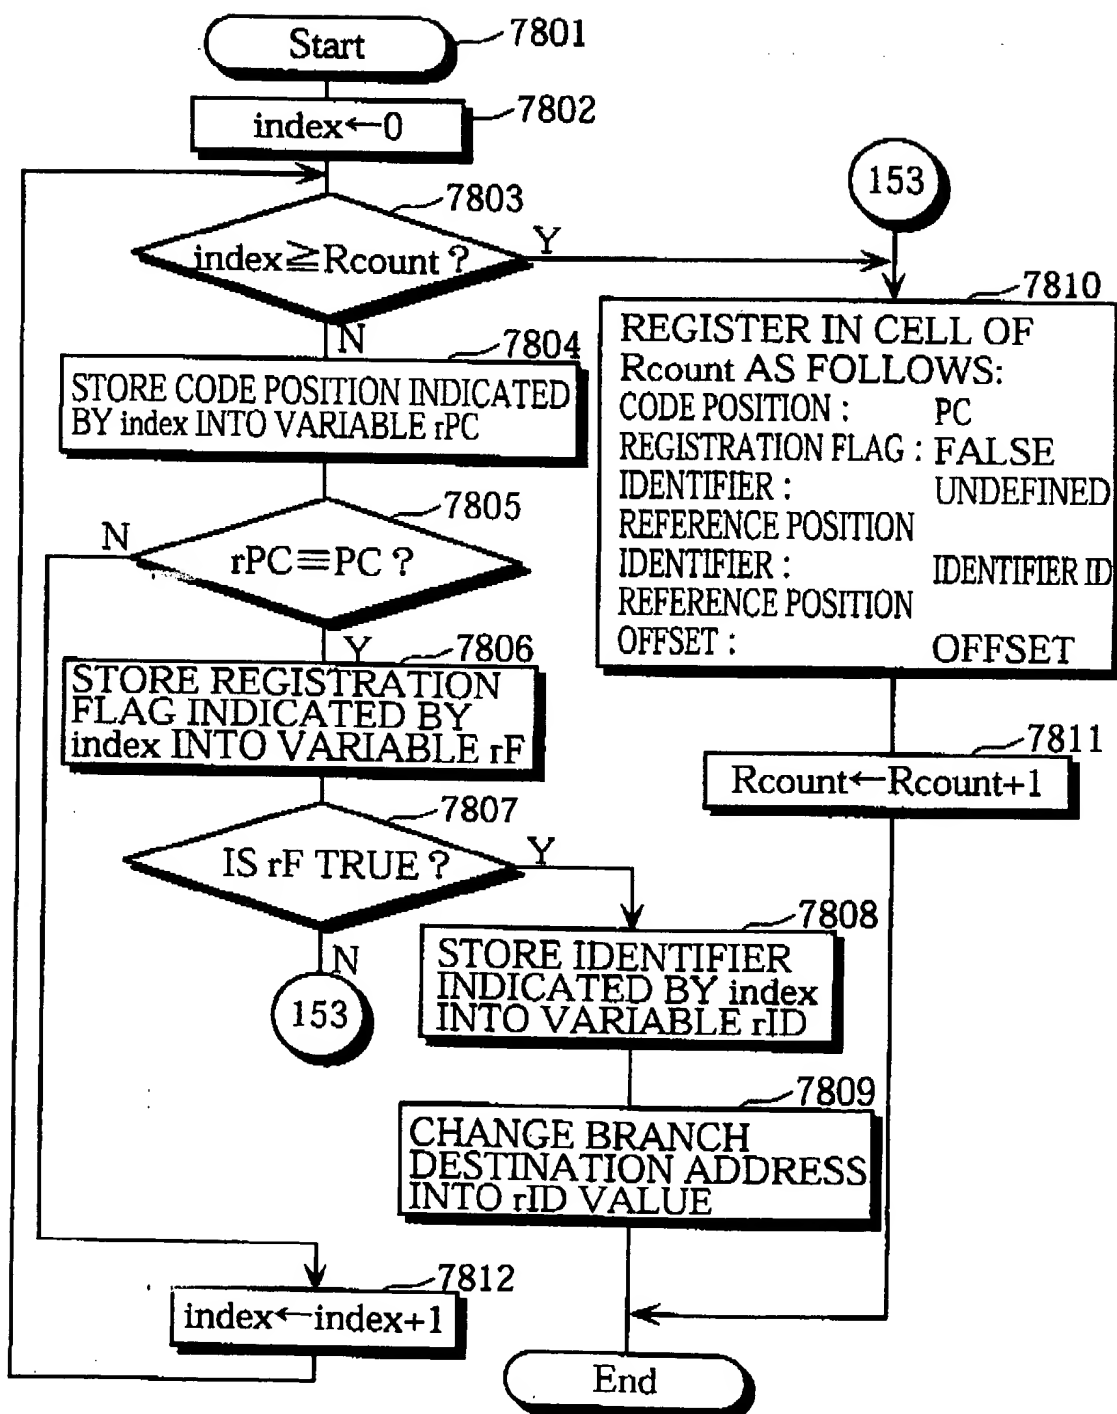 Start
7801
index←0
7802
153
7803
index≧Rcount?
Y
N
7804
STORE CODE POSITION INDICATED
BY index INTO VARIABLE rPC
7805
N
rPC≡PC?
Y
7806
STORE REGISTRATION
FLAG INDICATED BY
index INTO VARIABLE rF
7807
IS rF TRUE?
Y
N
153
7808
STORE IDENTIFIER
INDICATED BY index
INTO VARIABLE rID
7809
CHANGE BRANCH
DESTINATION ADDRESS
INTO rID VALUE
7810
REGISTER IN CELL OF
Rcount AS FOLLOWS:
CODE POSITION: PC
REGISTRATION FLAG: FALSE
IDENTIFIER: UNDEFINED
REFERENCE POSITION
IDENTIFIER: IDENTIFIER ID
REFERENCE POSITION
OFFSET: OFFSET
7811
Rcount←Rcount+1
7812
index←index+1
End